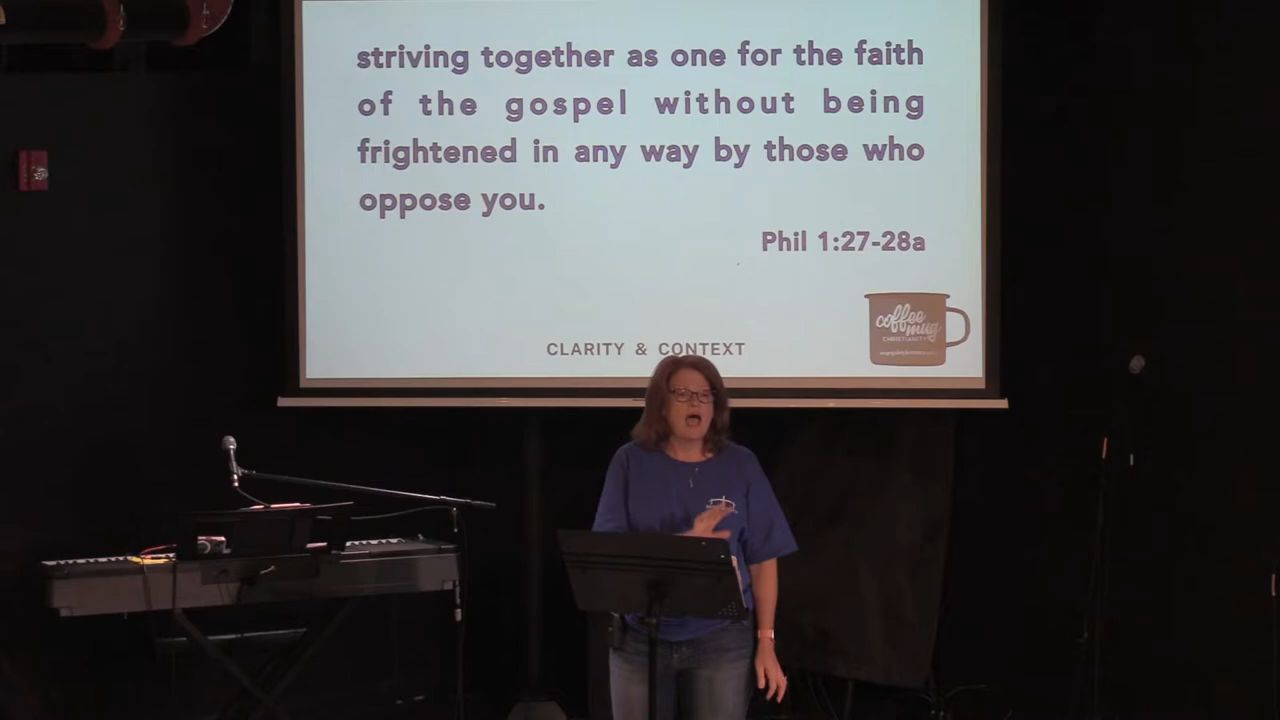 striving together as one for the faith
of the gospel without being
frightened in any way by those who
oppose you.
Phil 1:27-28a
CLARITY & CONTEXT
coffee
mug
CHRISTIANITY